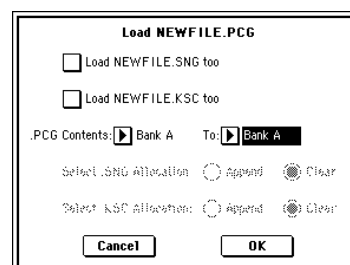 Load NEWFILE.PCG
Load NEWFILE.SNG too
Load NEWFILE.KSC too
.PCG Contents: Bank A To: Bank A
Select .SNG Allocation: Append Clear
Select .KSC Allocation: Append Clear
Cancel OK